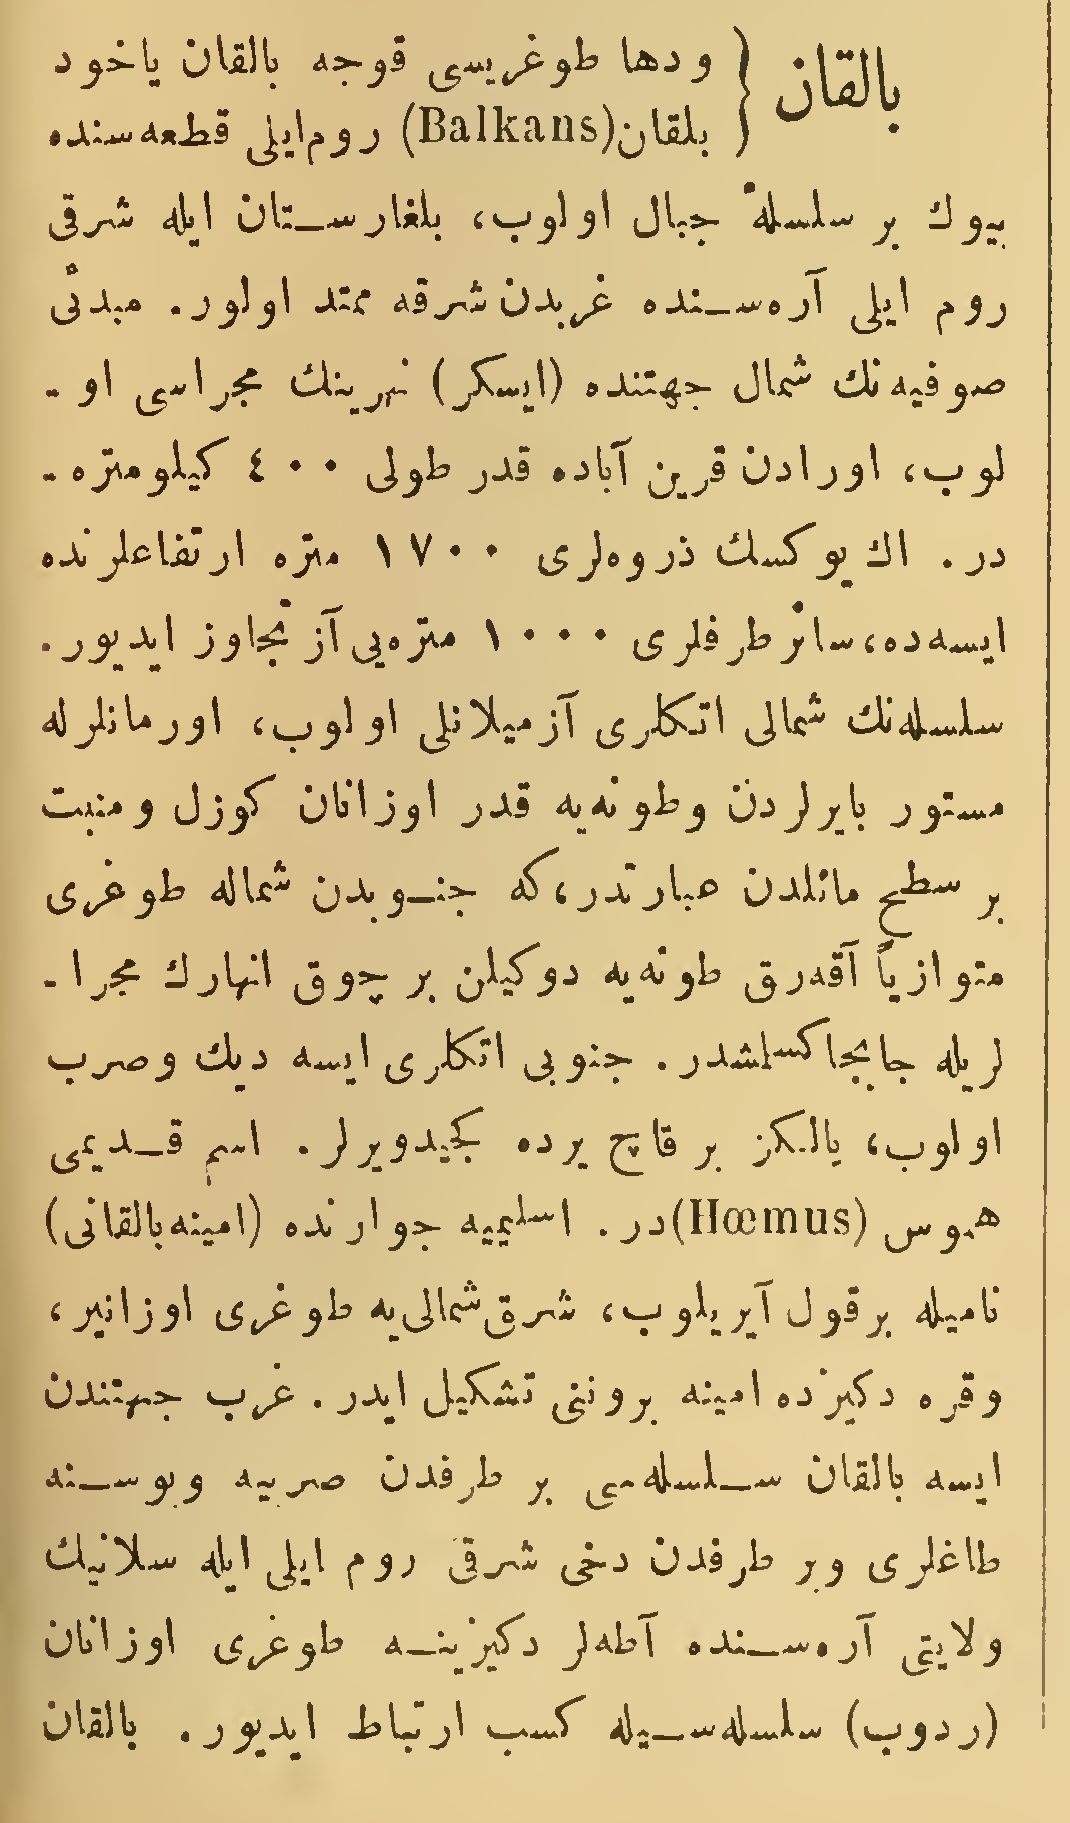 بالقان { ودها طوغریسی قوجه بالقان یاخود
بلقان (Balkans) روم‌ایلی قطعه‌سنده
بیوك بر سلسلهٔ جبال اولوب، بلغارستان ایله شرقی
روم ایلی آره‌سنده غربدن شرقه ممتد اولور. مبدئی
صوفیه‌نك شمال جهتنده (ایسکر) نهرینك مجراسی او -
لوب، اورادن قرین آباده قدر طولی ٤٠٠ کیلومتره -
در. اك یوکسك ذروه‌لری ١٧٠٠ متره ارتفاعلرنده
ایسه‌ده، سائر طرفلری ١٠٠٠ متره‌یی آز تجاوز ایدیور.
سلسله‌نك شمالی اتکلری آز میلانلی اولوب، اورمانلرله
مستور بایرلردن وطونه‌یه قدر اوزانان کوزل ومنبت
بر سطح مائلدن عبارتدر، که جنوبدن شماله طوغری
متوازیاً آقه‌رق طونه‌یه دوکیلن بر چوق انهارك مجرا -
لریله جابجا کسلمشدر. جنوبی اتکلری ایسه دیك وصرب
اولوب، یالکز بر قاچ یرده کچیدویرلر. اسم قدیمی
هموس (Hœmus) در. اسلیمیه جوارنده (امینه بالقانی)
نامیله برقول آیریلوب، شرق شمالی‌یه طوغری اوزانیر،
وقره دکیزده امینه بروننی تشکیل ایدر. غرب جهتندن
ایسه بالقان سلسله‌سی بر طرفدن صربیه وبوسنه
طاغلری وبر طرفدن دخی شرقی روم ایلی ایله سلانیك
ولایتی آره‌سنده آطه‌لر دکیزینه طوغری اوزانان
(ردوب) سلسله‌سیله کسب ارتباط ایدیور. بالقان